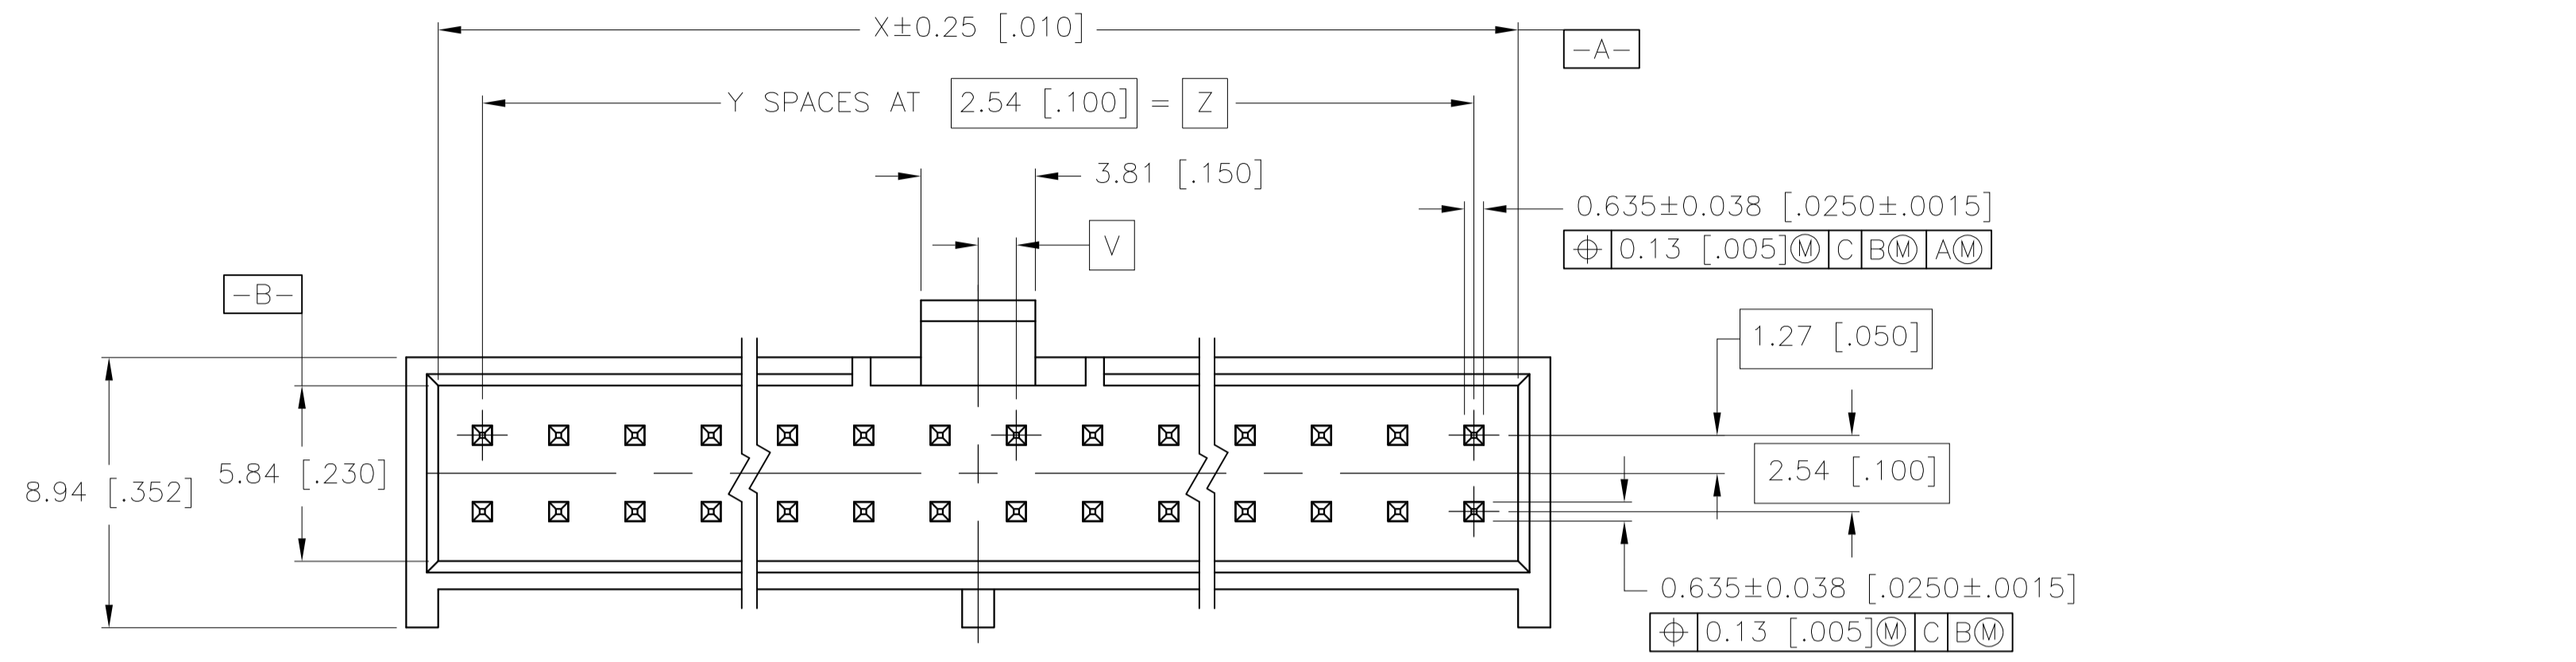 X±0.25 [.010]
-A-
Y SPACES AT 2.54 [.100] = Z
3.81 [.150]
0.635±0.038 [.0250±.0015]
⌖ 0.13 [.005]Ⓜ C BⓂ AⓂ
V
-B-
1.27 [.050]
5.84 [.230]
2.54 [.100]
8.94 [.352]
0.635±0.038 [.0250±.0015]
⌖ 0.13 [.005]Ⓜ C BⓂ